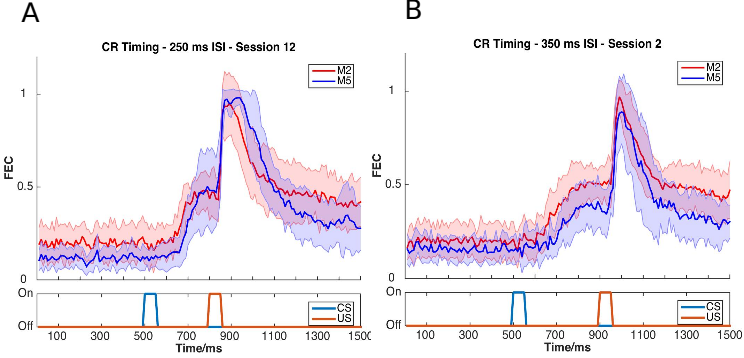 A
CR Timing - 250 ms ISI - Session 12
M2
M5
1
0.5
0
FEC
On
Off
CS
US
100 300 500 700 900 1100 1300 1500
Time/ms
B
CR Timing - 350 ms ISI - Session 2
M2
M5
1
0.5
0
FEC
On
Off
CS
US
100 300 500 700 900 1100 1300 1500
Time/ms